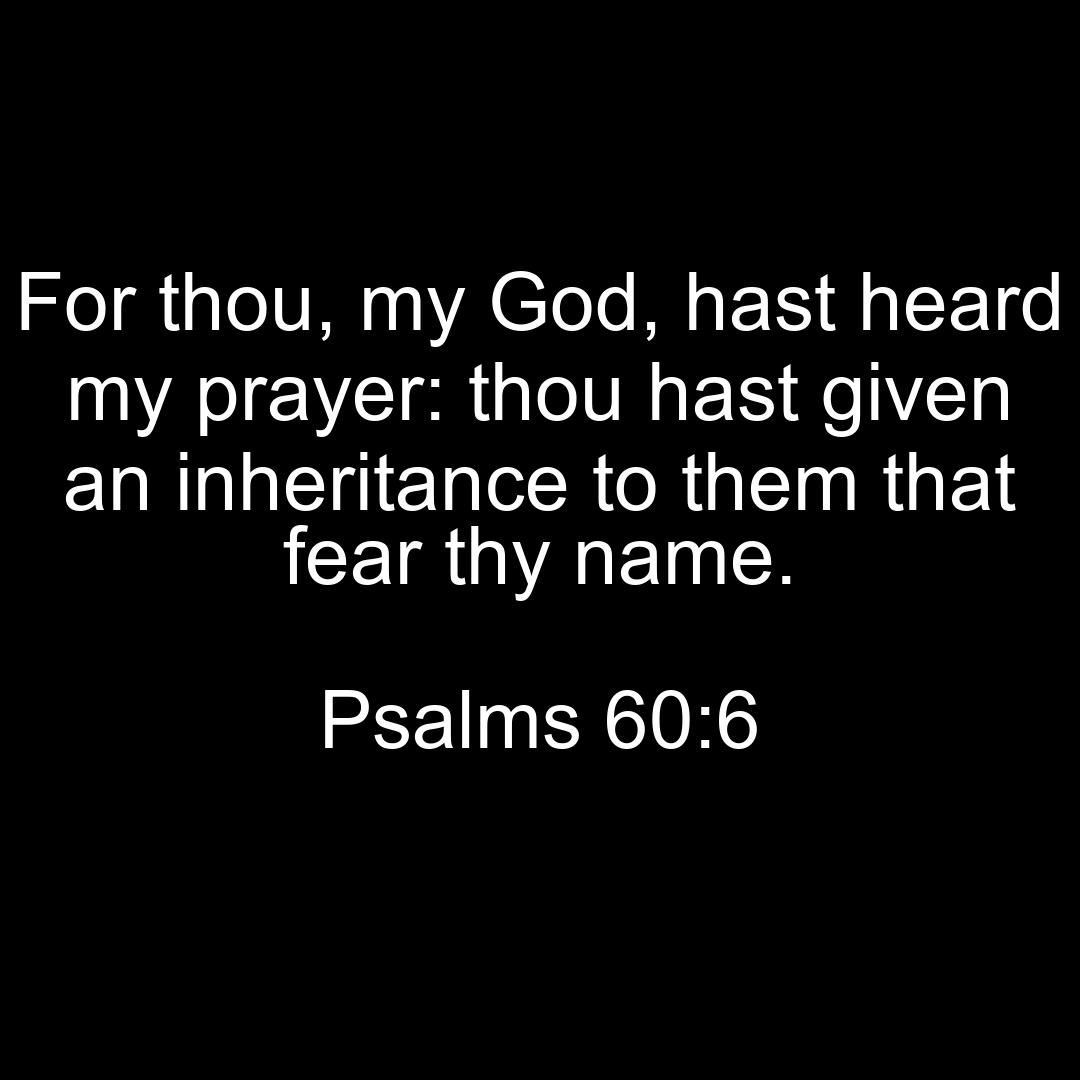 For thou, my God, hast heard
my prayer: thou hast given
an inheritance to them that
fear thy name.
Psalms 60:6